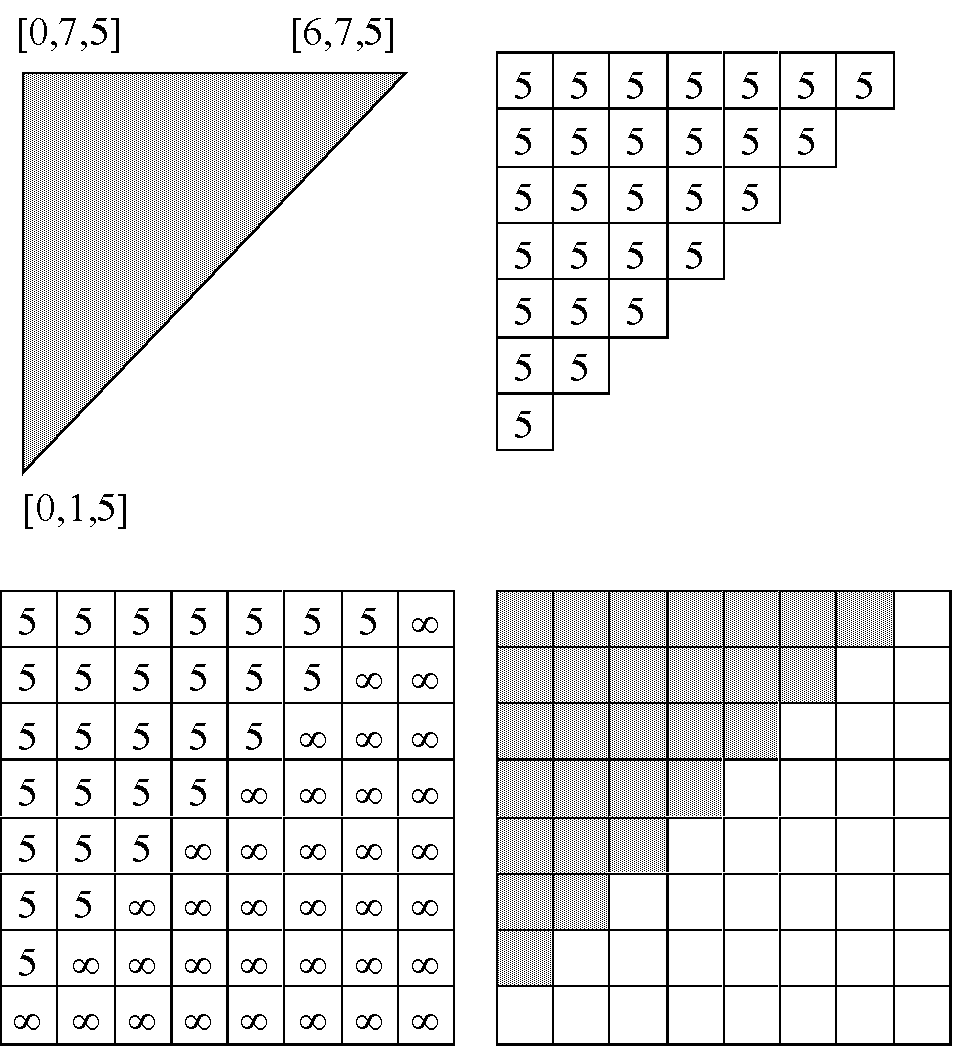 [0,7,5] [6,7,5]
5 5 5 5 5 5 5
5 5 5 5 5 5
5 5 5 5 5
5 5 5 5
5 5 5
5 5
5
[0,1,5]
5 5 5 5 5 5 5 ∞
5 5 5 5 5 5 ∞ ∞
5 5 5 5 5 ∞ ∞ ∞
5 5 5 5 ∞ ∞ ∞ ∞
5 5 5 ∞ ∞ ∞ ∞ ∞
5 5 ∞ ∞ ∞ ∞ ∞ ∞
5 ∞ ∞ ∞ ∞ ∞ ∞ ∞
∞ ∞ ∞ ∞ ∞ ∞ ∞ ∞